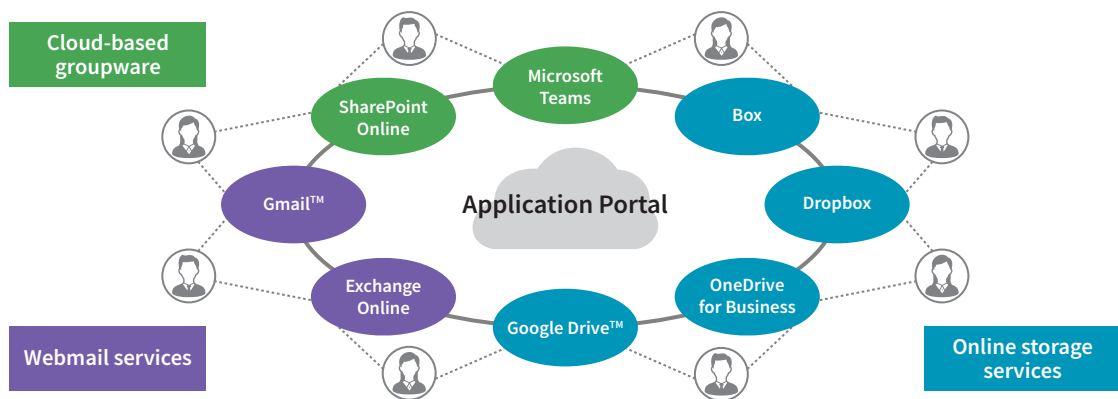 Cloud-based
groupware
Microsoft
Teams
SharePoint
Online
Box
Gmail™
Application Portal
Dropbox
Exchange
Online
OneDrive
for Business
Google Drive™
Webmail services
Online storage
services